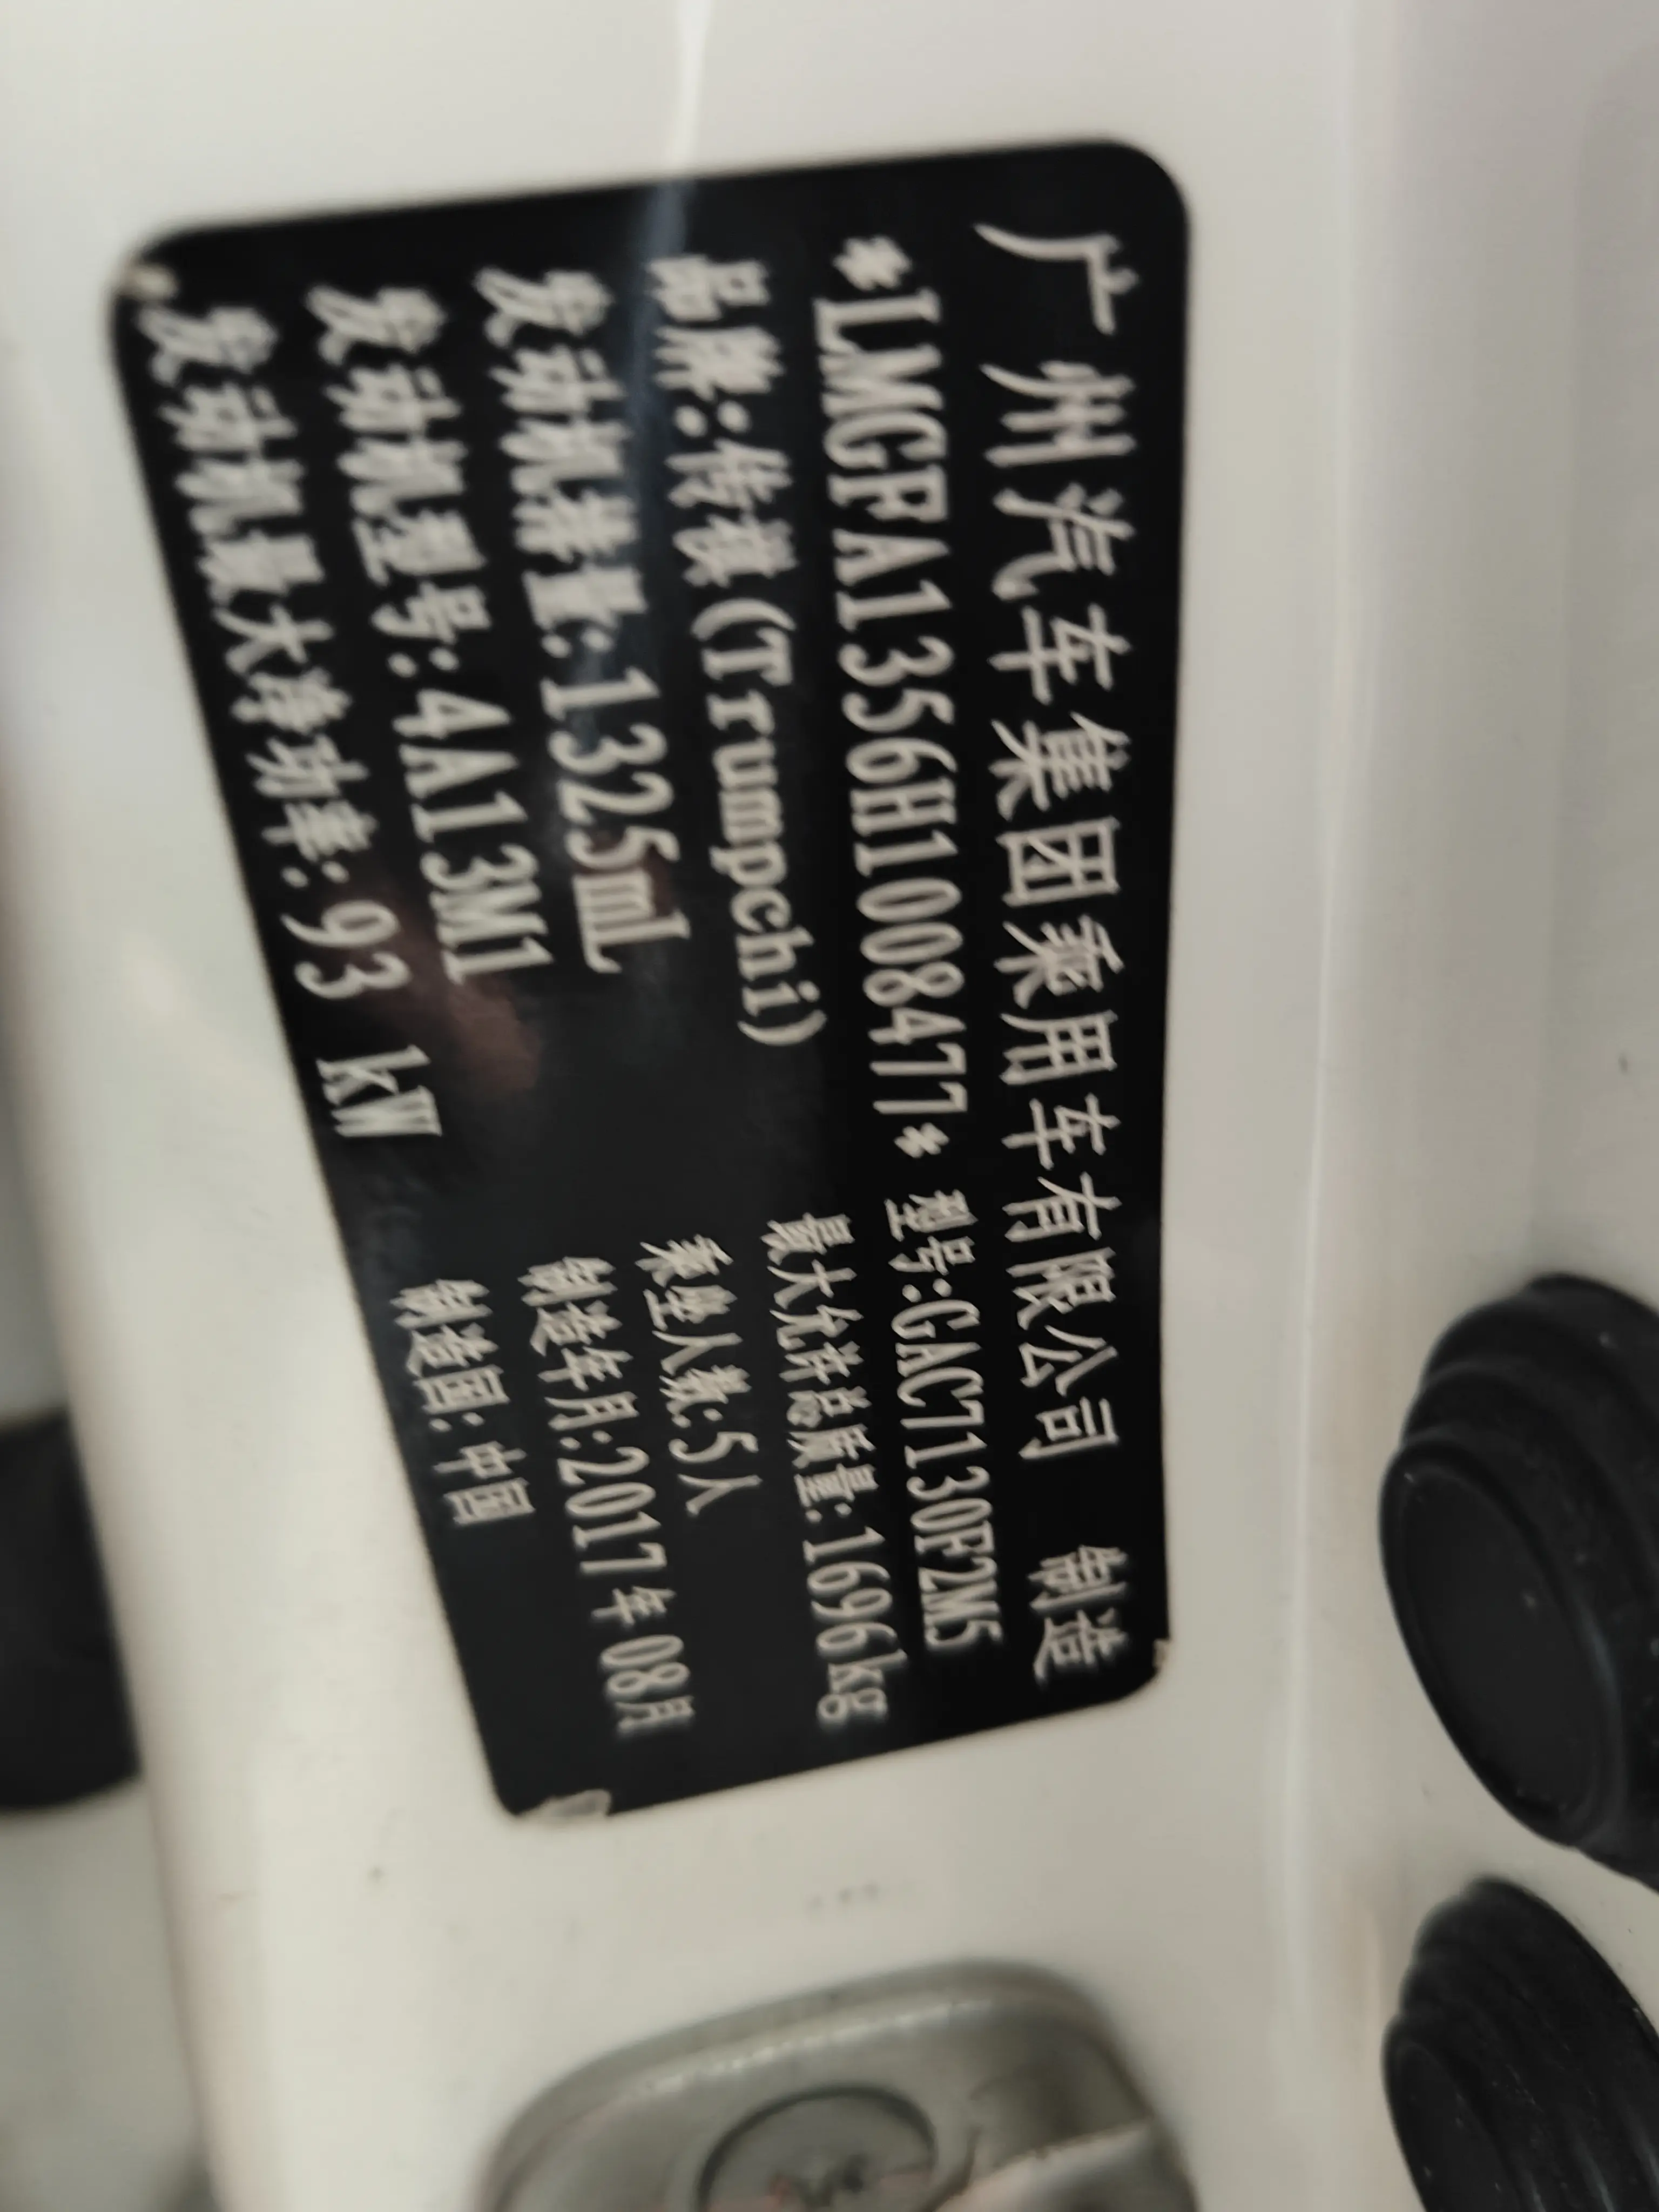 广州汽车集团乘用车有限公司 制造
*LMGFA1356H1008477* 型号:GAC7130F2M5
品牌:传祺(Trumpchi) 最大允许总质量:1696kg
发动机排量:1325mL 乘坐人数:5人
发动机型号:4A13M1 制造年月:2017年08月
发动机最大净功率:93 kW 制造国:中国